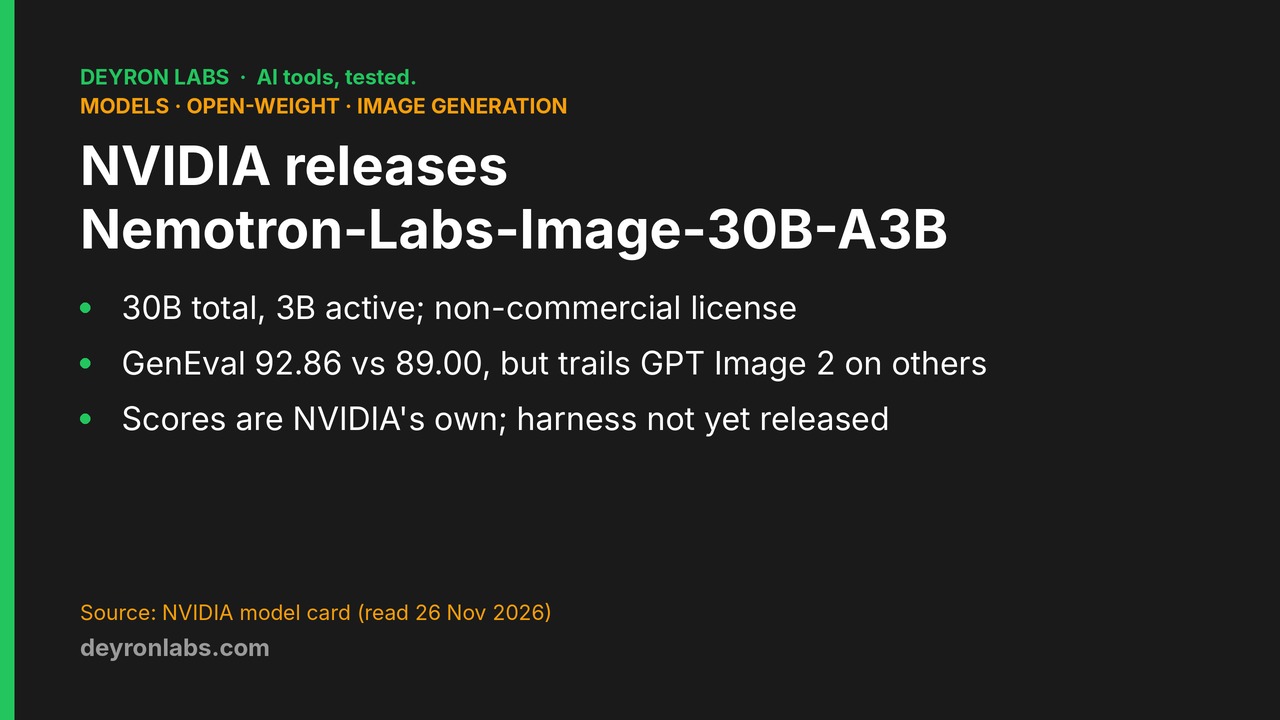 DEYRON LABS · AI tools, tested.
MODELS · OPEN-WEIGHT · IMAGE GENERATION
NVIDIA releases
Nemotron-Labs-Image-30B-A3B
• 30B total, 3B active; non-commercial license
• GenEval 92.86 vs 89.00, but trails GPT Image 2 on others
• Scores are NVIDIA's own; harness not yet released
Source: NVIDIA model card (read 26 Nov 2026)
deyronlabs.com